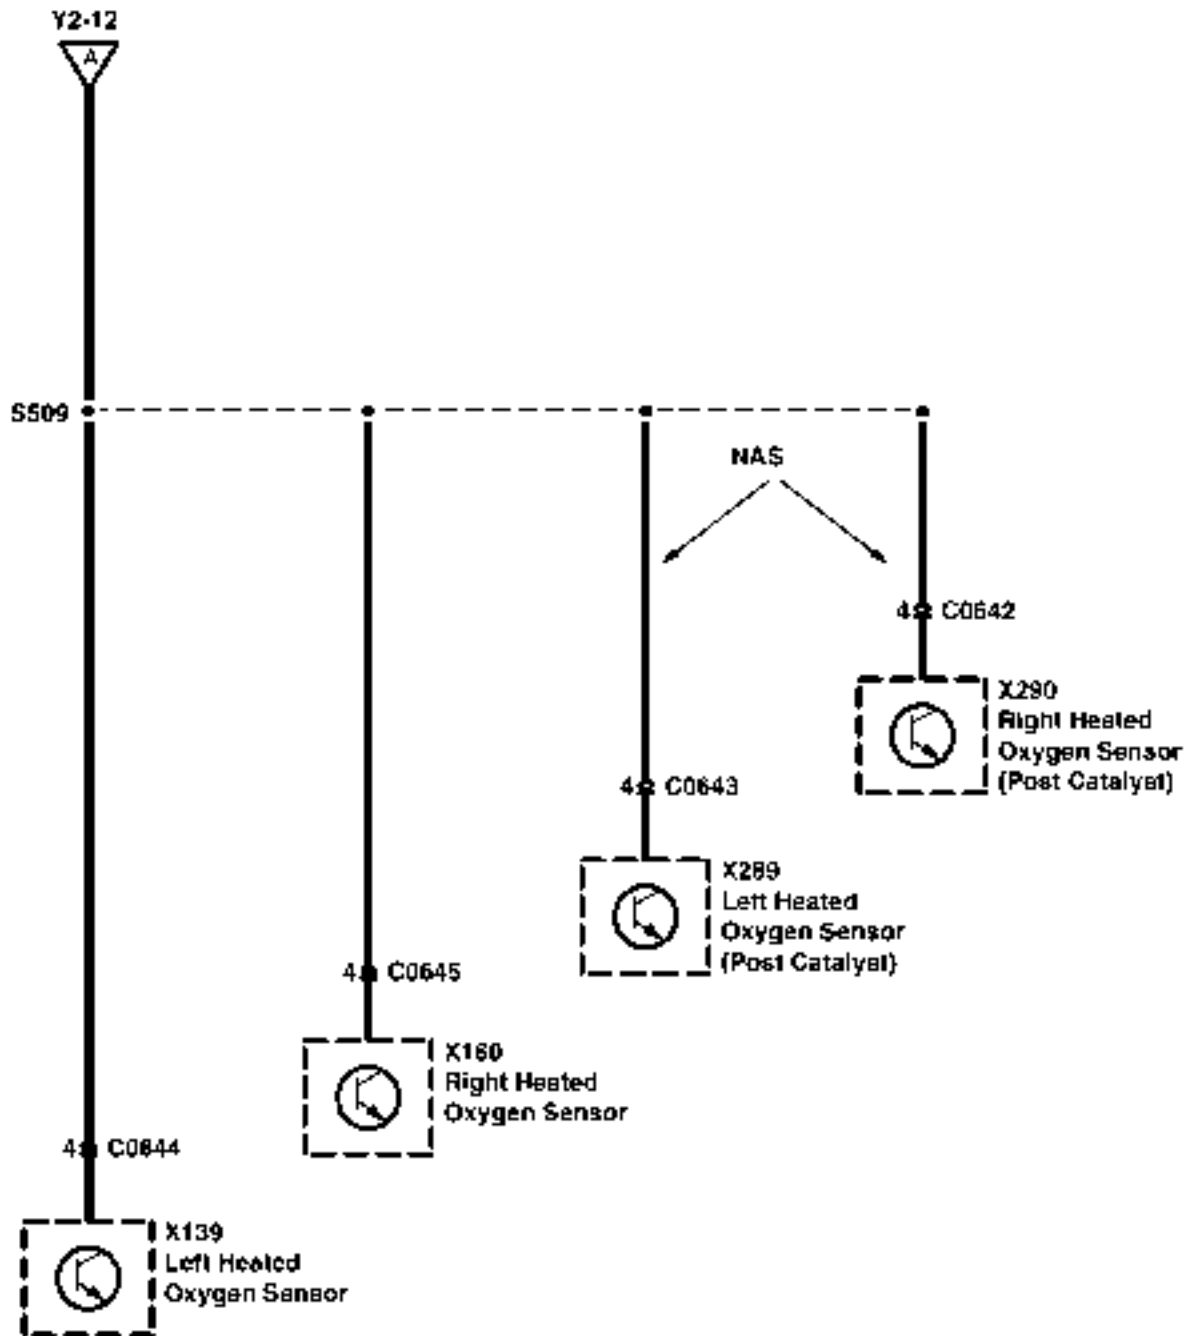 Y2-12
A
S509
NAS
4 C0642
X290
Right Heated
Oxygen Sensor
(Post Catalyst)
4 C0643
X289
Left Heated
Oxygen Sensor
(Post Catalyst)
4 C0645
X160
Right Heated
Oxygen Sensor
4 C0644
X139
Left Heated
Oxygen Sensor